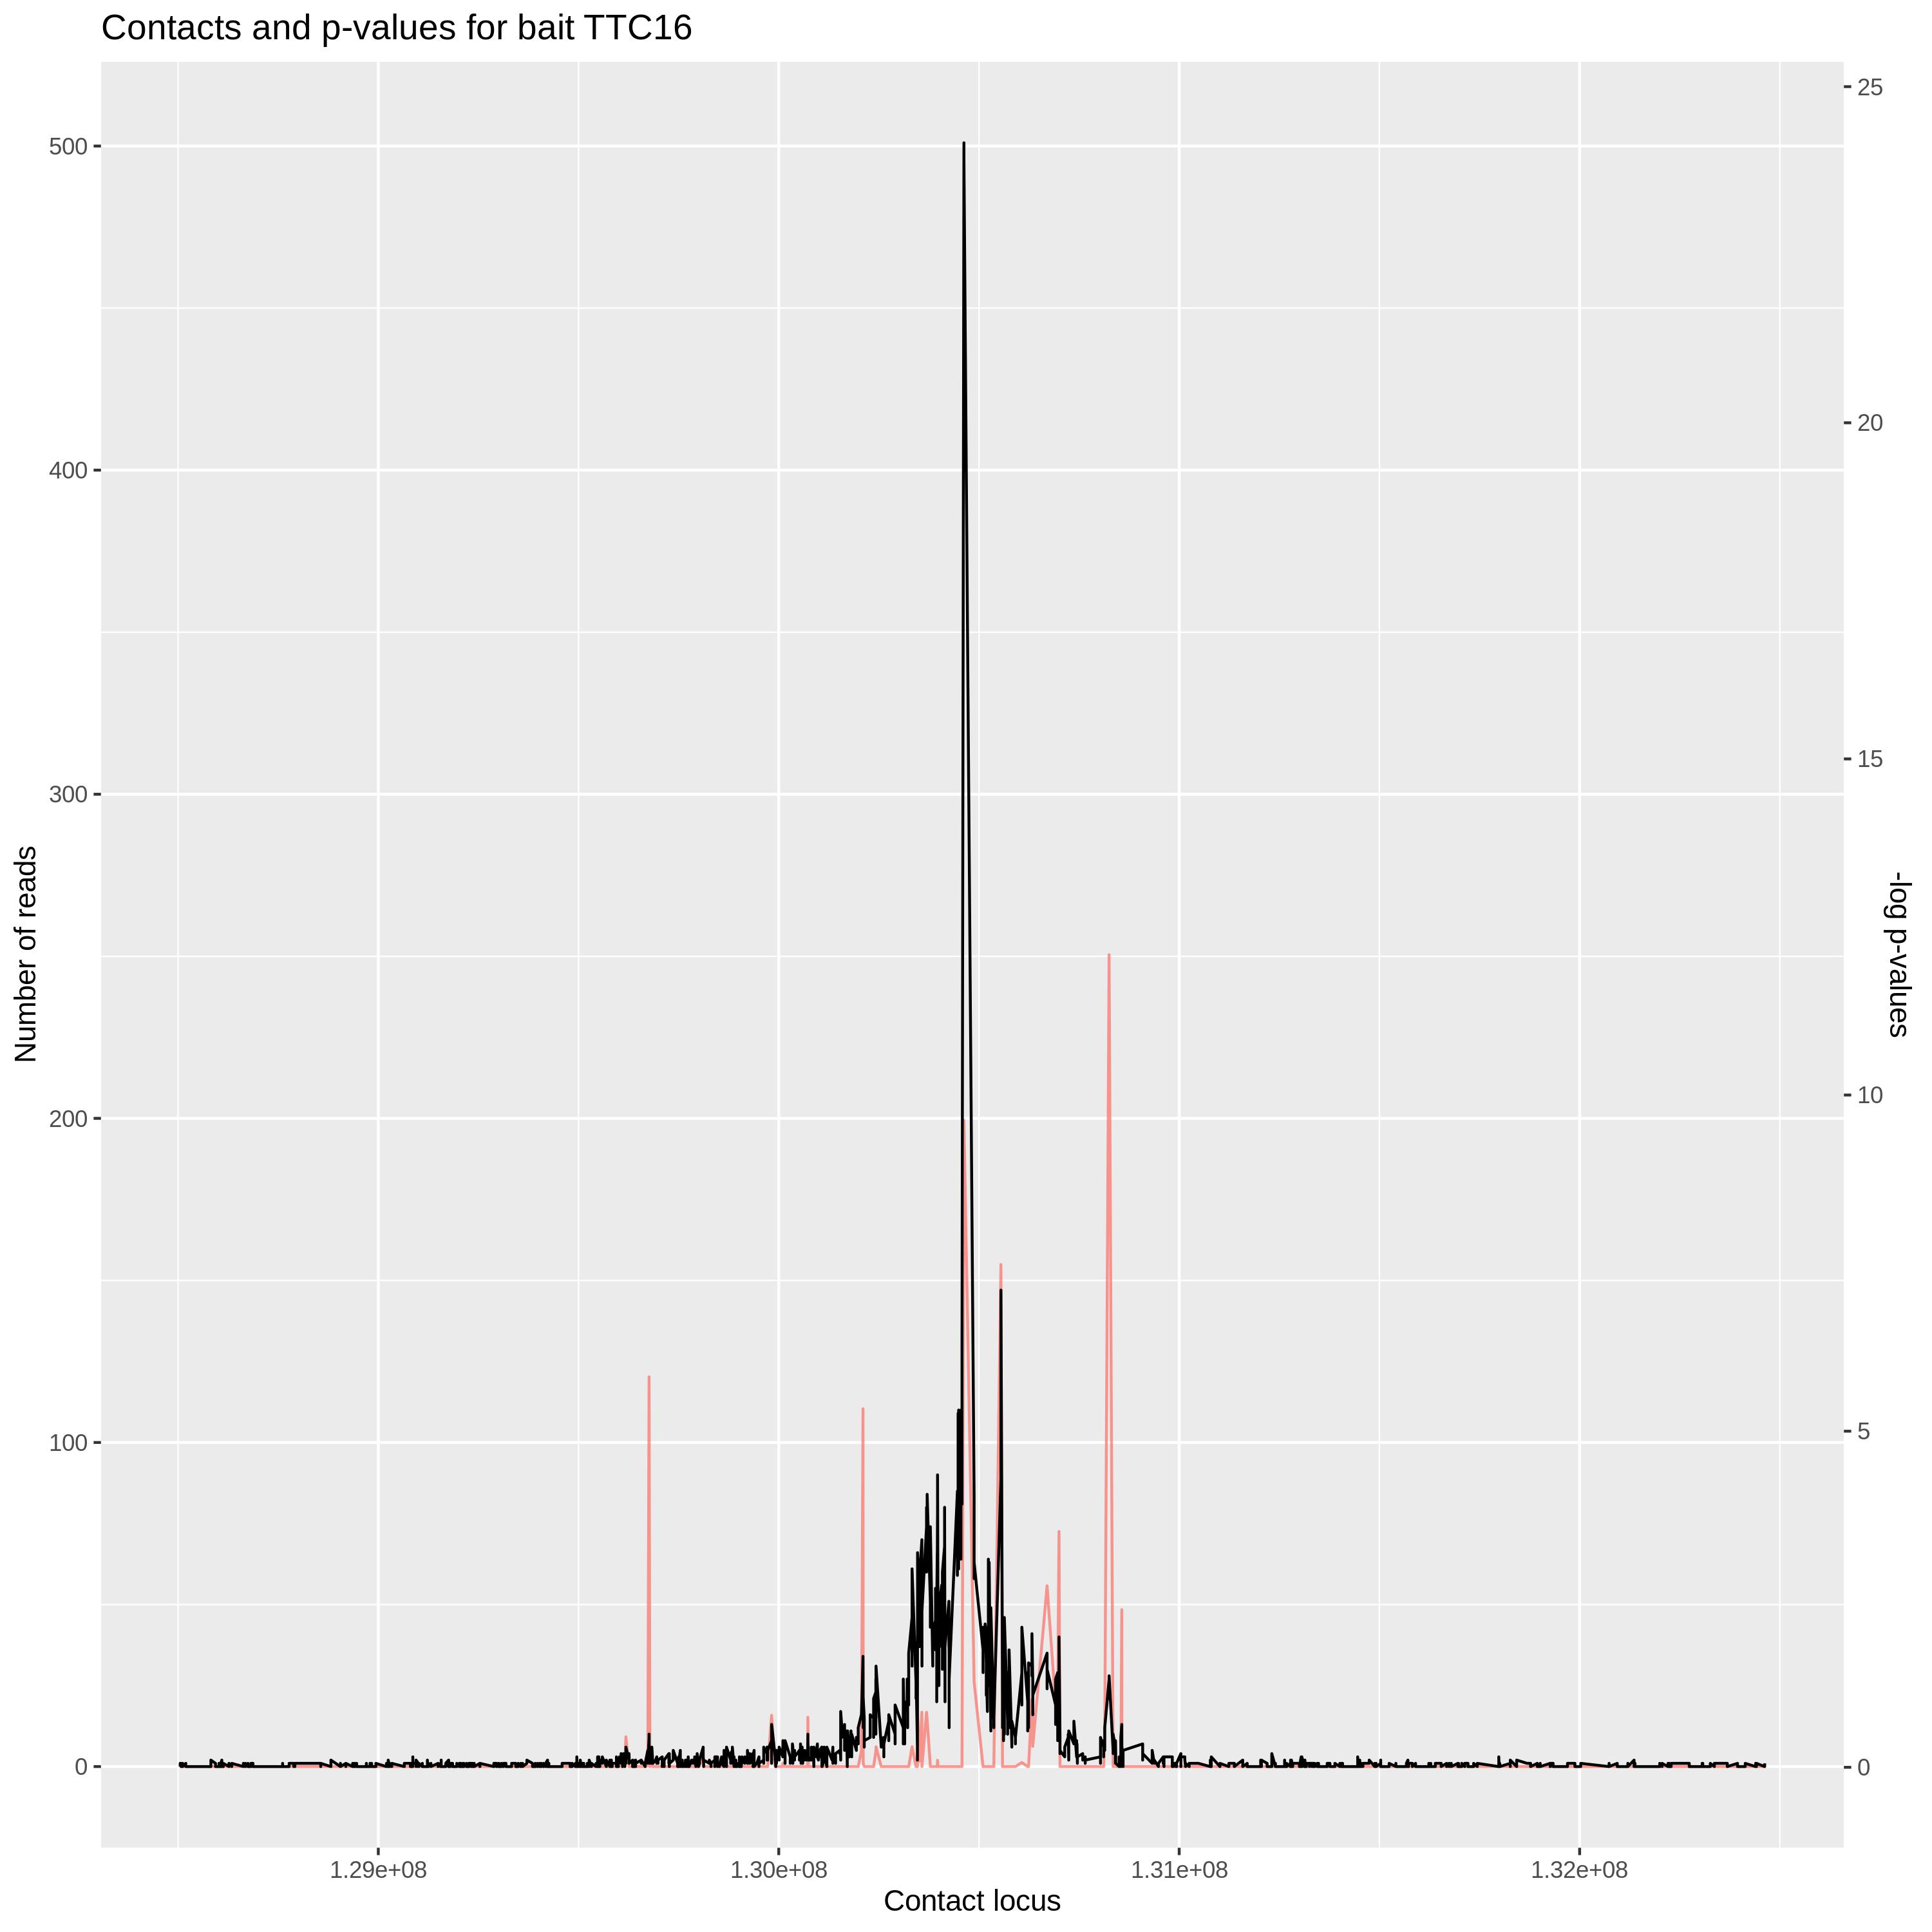 Contacts and p-values for bait TTC16
500
400
300
200
100
0
Number of reads
25
20
15
10
5
0
-log p-values
1.29e+08
1.30e+08
1.31e+08
1.32e+08
Contact locus